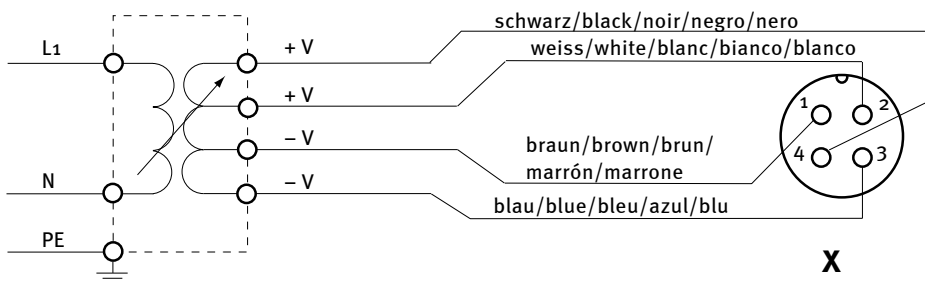 schwarz/black/noir/negro/nero
L1
+ V
weiss/white/blanc/bianco/blanco
+ V
1
2
– V
braun/brown/brun/
marrón/marrone
4
3
N
– V
blau/blue/bleu/azul/blu
PE
X